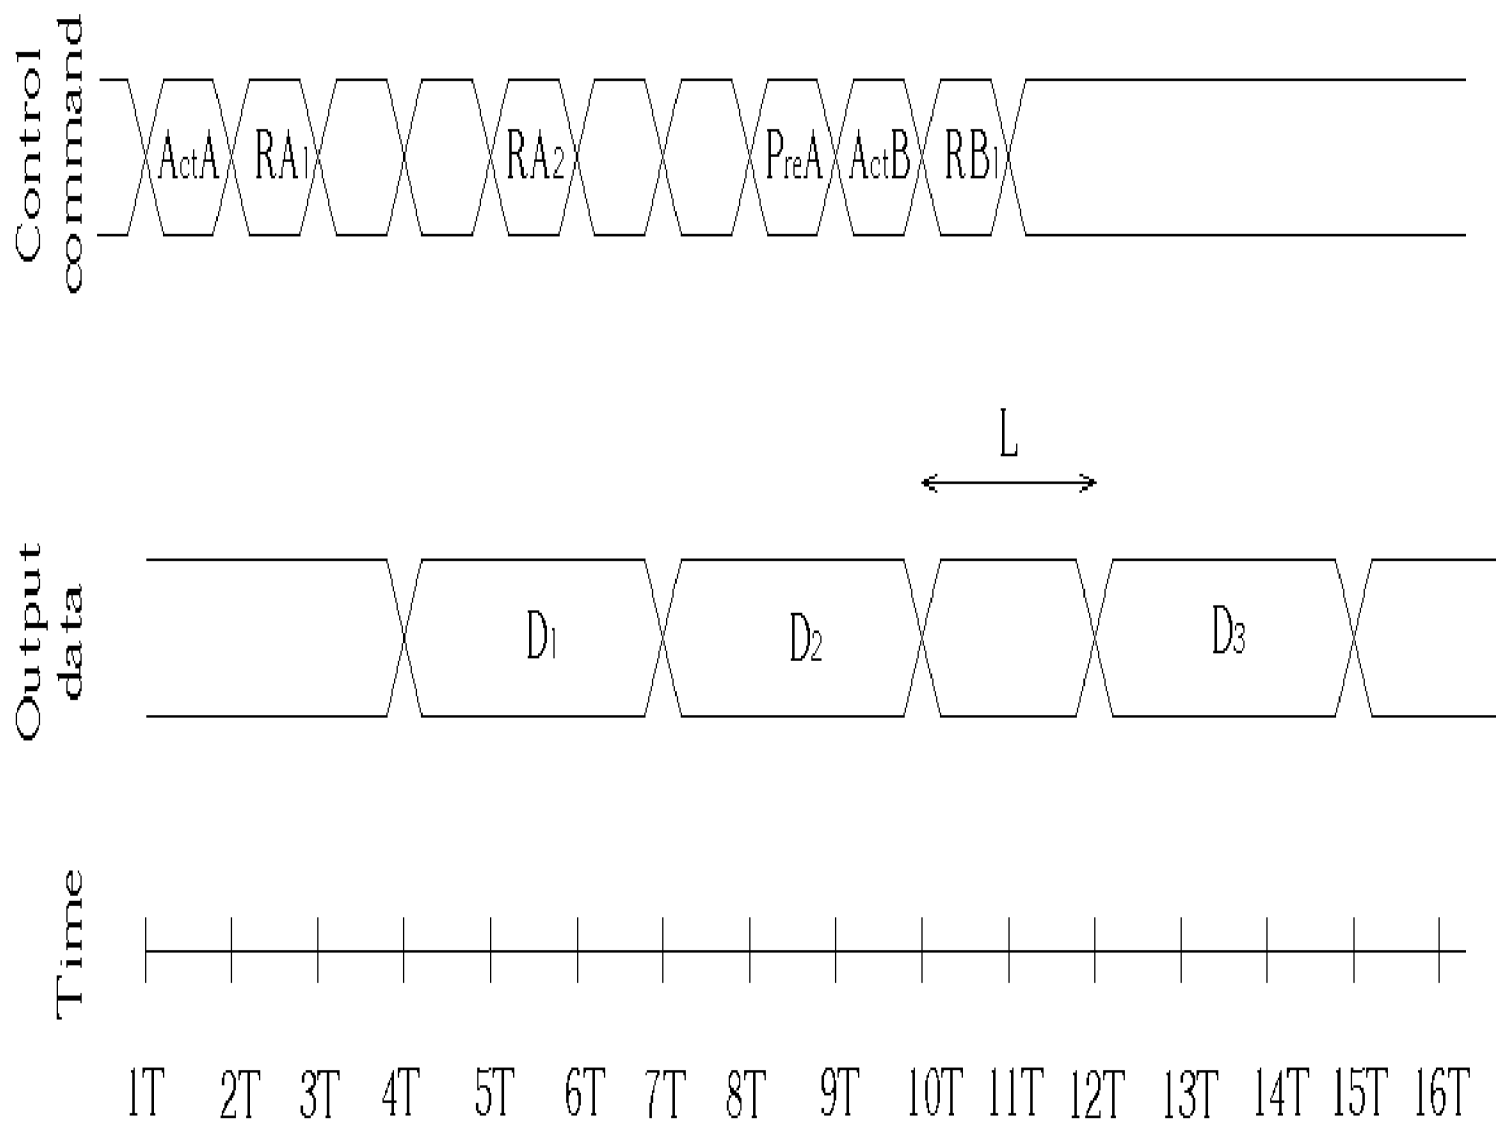 Control
command
ActA RA1 RA2 PreA ActB RB1
L
Output
data
D1 D2 D3
Time
1T 2T 3T 4T 5T 6T 7T 8T 9T 10T 11T 12T 13T 14T 15T 16T